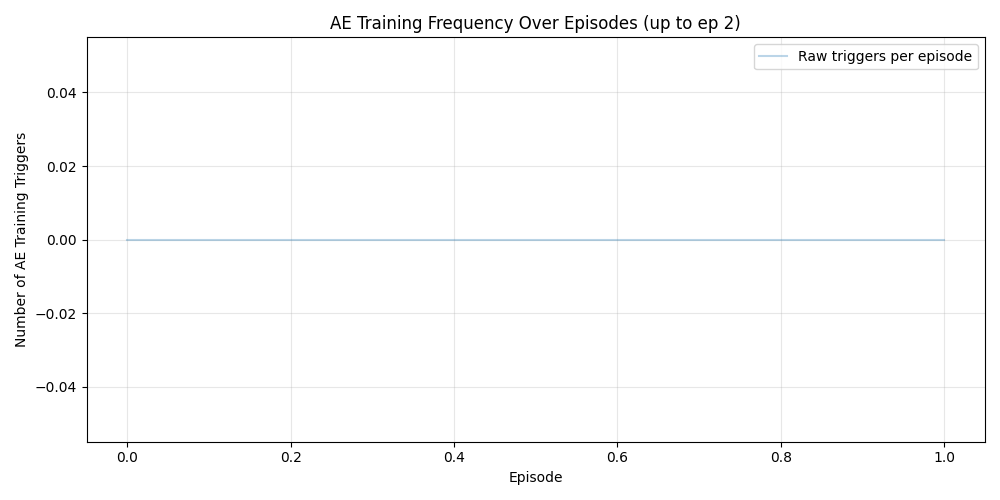 AE Training Frequency Over Episodes (up to ep 2)
Raw triggers per episode
Number of AE Training Triggers
0.04
0.02
0.00
−0.02
−0.04
0.0 0.2 0.4 0.6 0.8 1.0
Episode